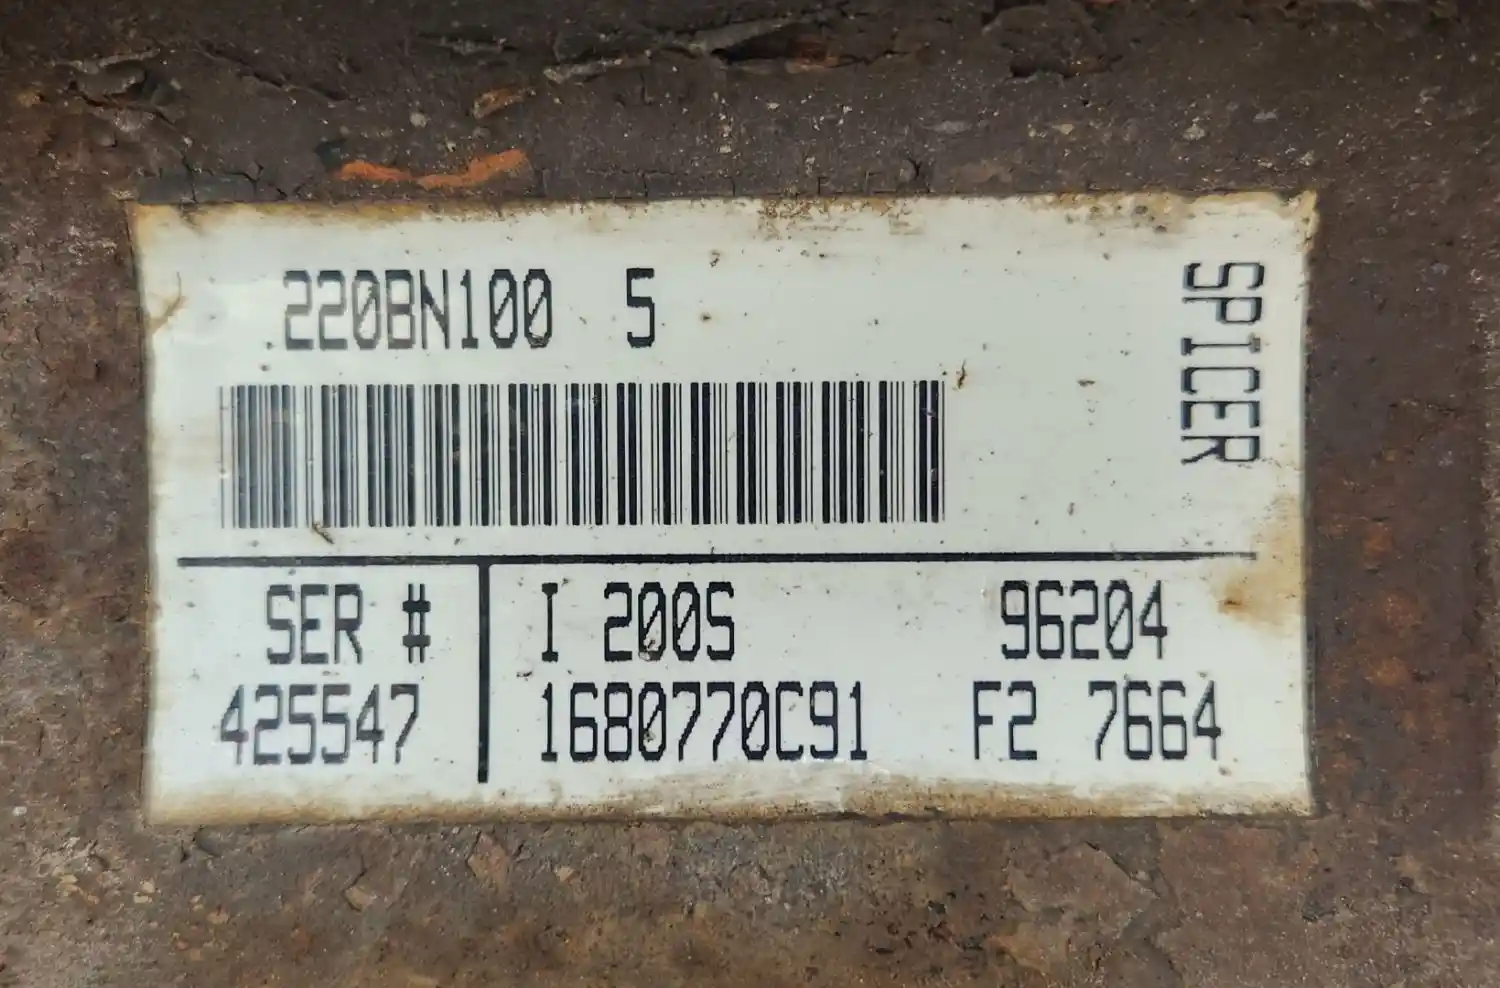 220BN100 5
SPICER
SER #
425547
I 200S 96204
1680770C91 F2 7664